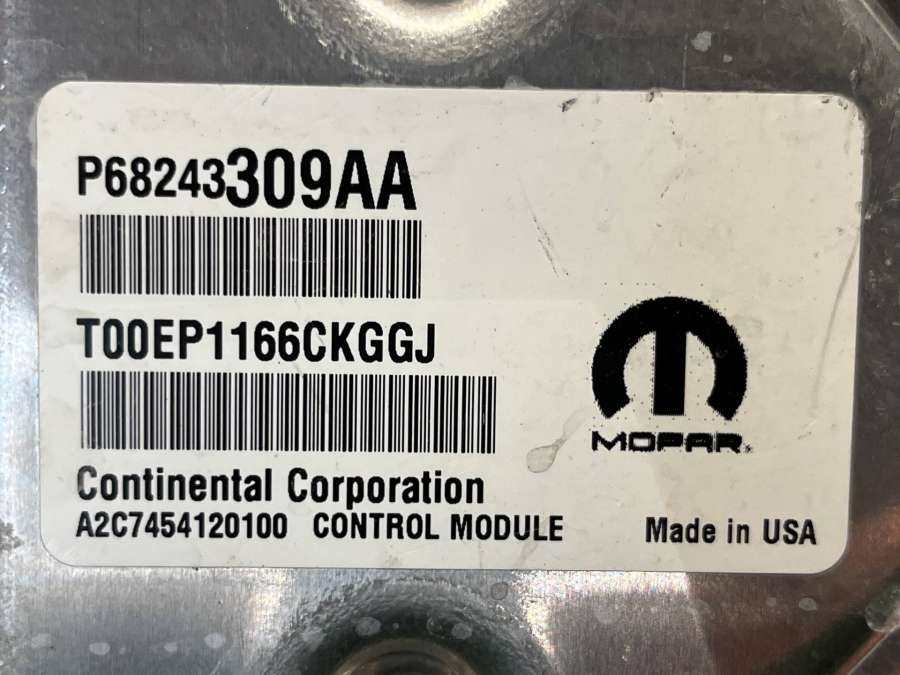 P68243309AA
T00EP1166CKGGJ
MOPAR
Continental Corporation
A2C7454120100 CONTROL MODULE
Made in USA